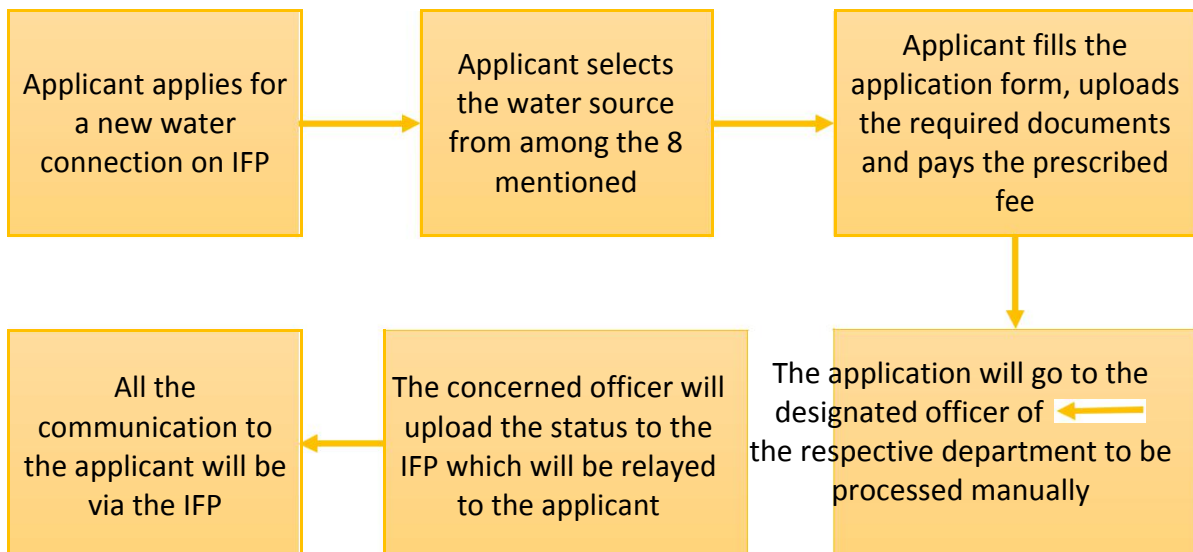 Applicant applies for
a new water
connection on IFP
Applicant selects
the water source
from among the 8
mentioned
Applicant fills the
application form, uploads
the required documents
and pays the prescribed
fee
The application will go to the
designated officer of
the respective department to be
processed manually
The concerned officer will
upload the status to the
IFP which will be relayed
to the applicant
All the
communication to
the applicant will be
via the IFP